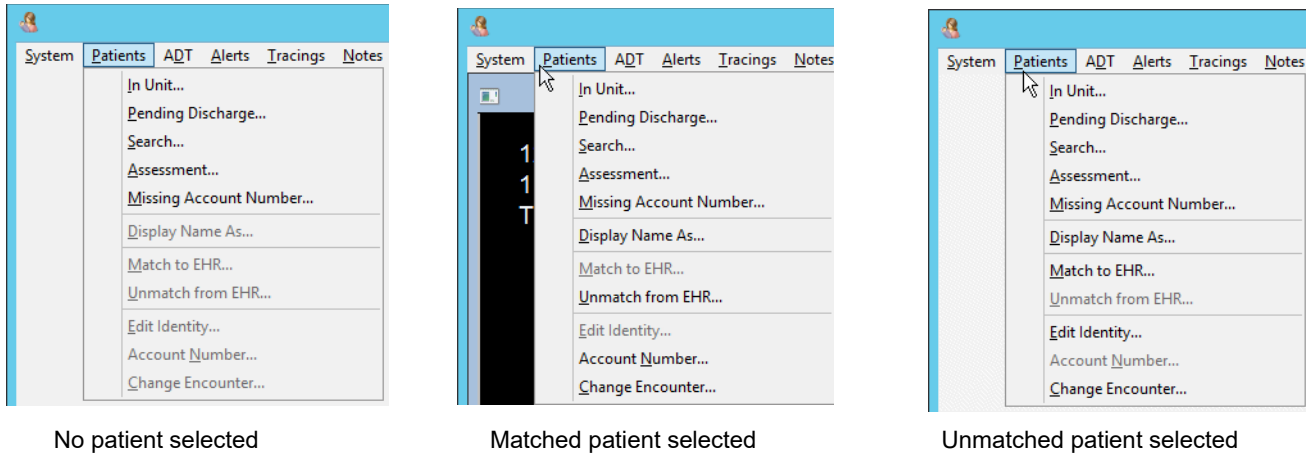 System Patients ADT Alerts Tracings Notes
In Unit...
Pending Discharge...
Search...
Assessment...
Missing Account Number...
Display Name As...
Match to EHR...
Unmatch from EHR...
Edit Identity...
Account Number...
Change Encounter...
No patient selected
System Patients ADT Alerts Tracings Notes
1
1
T
In Unit...
Pending Discharge...
Search...
Assessment...
Missing Account Number...
Display Name As...
Match to EHR...
Unmatch from EHR...
Edit Identity...
Account Number...
Change Encounter...
Matched patient selected
System Patients ADT Alerts Tracings Notes
In Unit...
Pending Discharge...
Search...
Assessment...
Missing Account Number...
Display Name As...
Match to EHR...
Unmatch from EHR...
Edit Identity...
Account Number...
Change Encounter...
Unmatched patient selected